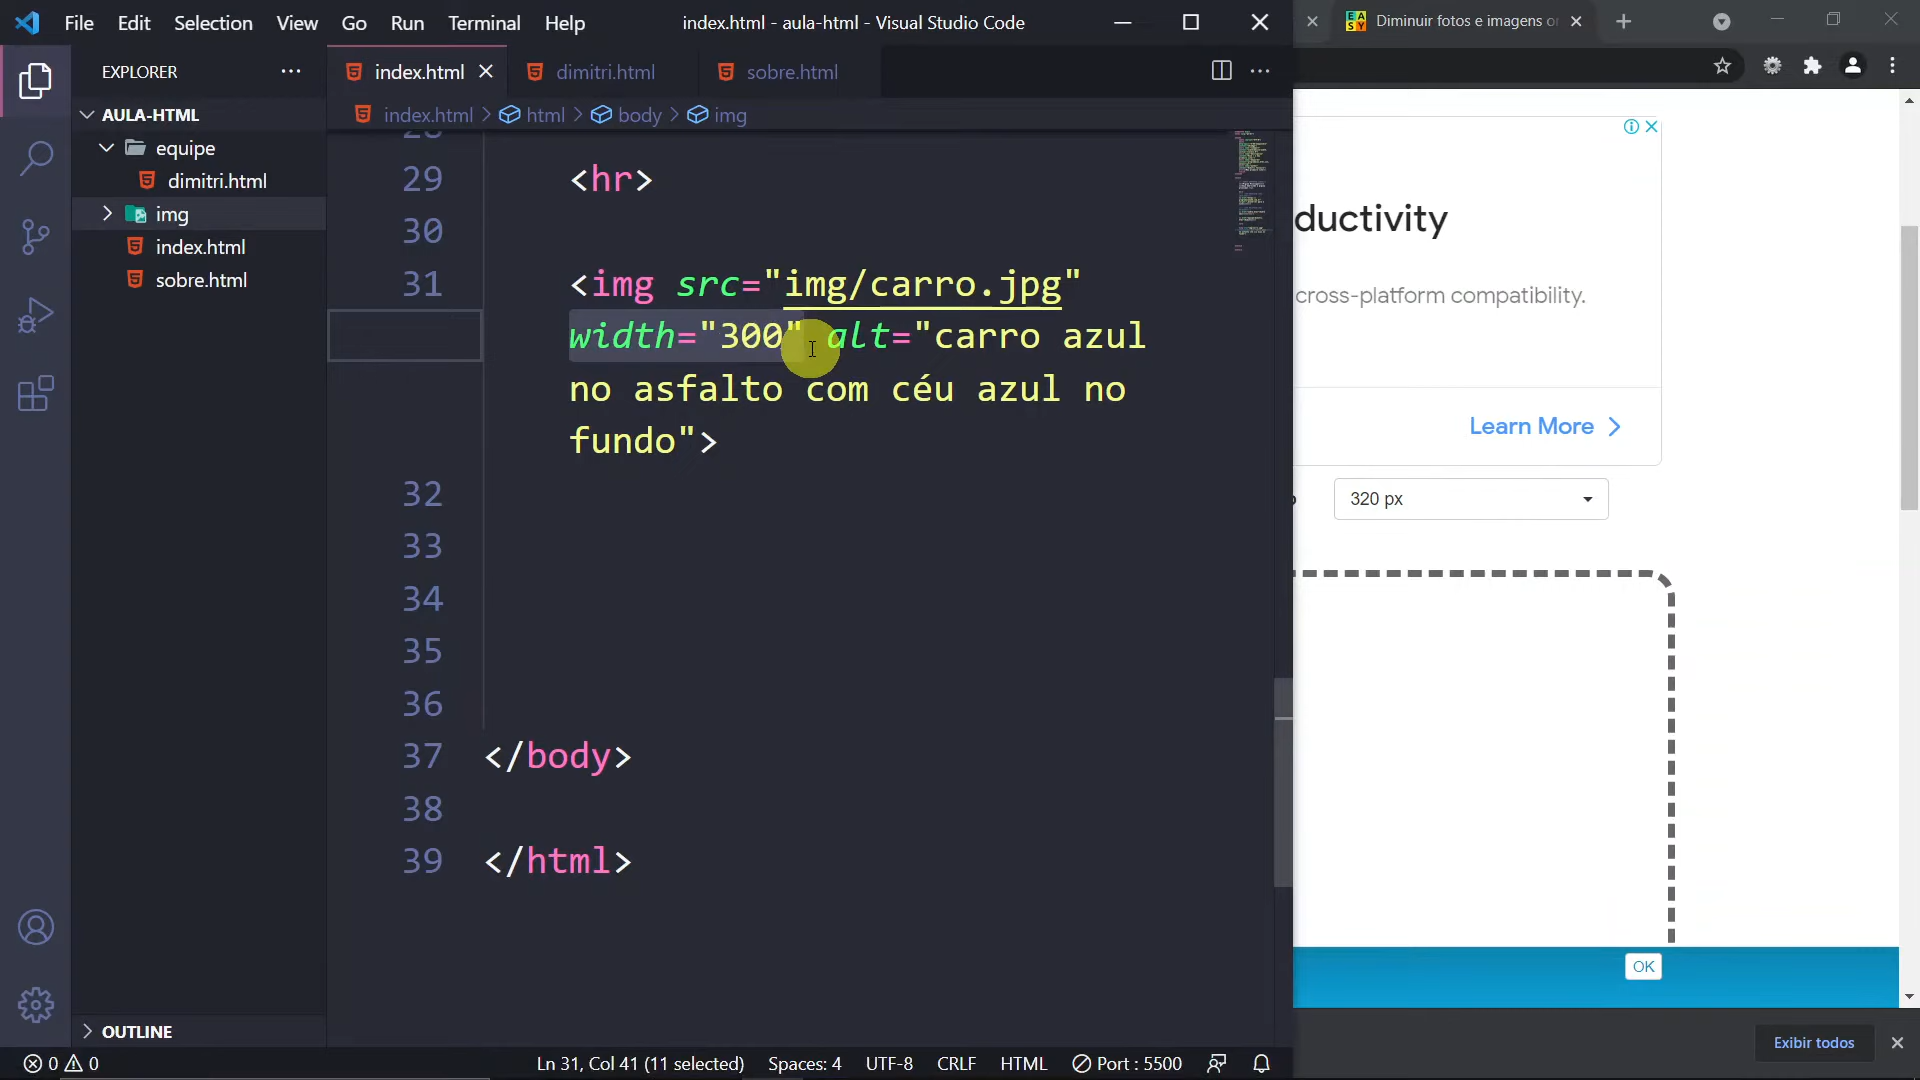 File Edit Selection View Go Run Terminal Help
index.html - aula-html - Visual Studio Code
Diminuir fotos e imagens
EXPLORER
index.html
dimitri.html
sobre.html
AULA-HTML
index.html > html > body > img
equipe
dimitri.html
img
index.html
sobre.html
29 <hr>
30
31 <img src="img/carro.jpg"
width="300" alt="carro azul
no asfalto com céu azul no
fundo">
32
33
34
35
36
37 </body>
38
39 </html>
ductivity
cross-platform compatibility.
Learn More
320 px
OK
OUTLINE
Exibir todos
0 0
Ln 31, Col 41 (11 selected) Spaces: 4 UTF-8 CRLF HTML Port : 5500